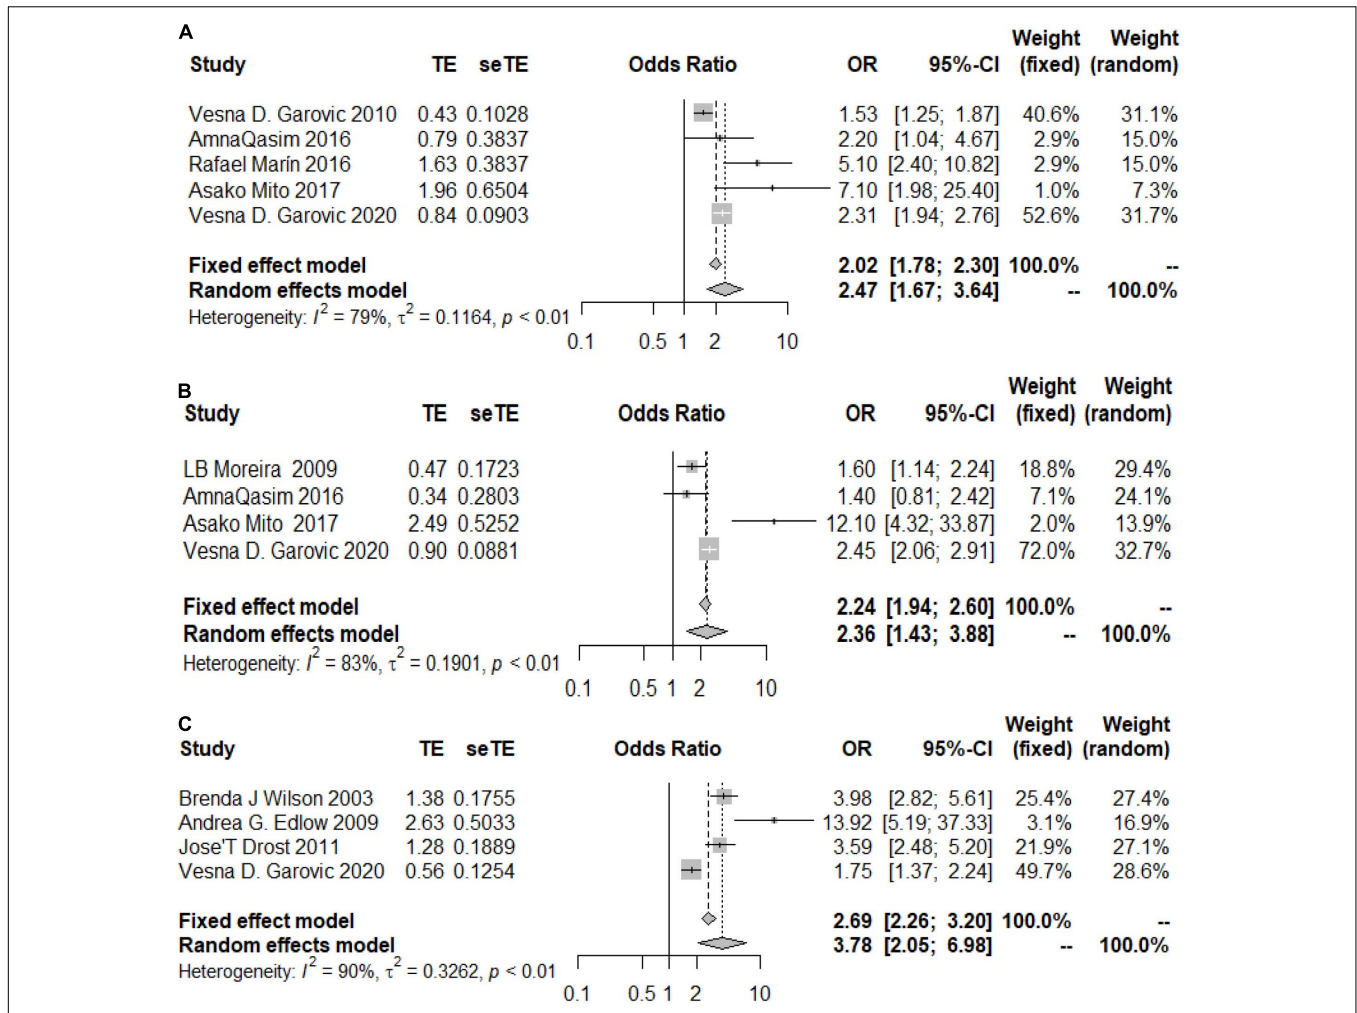 A
Weight Weight
Study TE seTE Odds Ratio OR 95%-CI (fixed) (random)
Vesna D. Garovic 2010 0.43 0.1028 1.53 [1.25; 1.87] 40.6% 31.1%
AmnaQasim 2016 0.79 0.3837 2.20 [1.04; 4.67] 2.9% 15.0%
Rafael Marín 2016 1.63 0.3837 5.10 [2.40; 10.82] 2.9% 15.0%
Asako Mito 2017 1.96 0.6504 7.10 [1.98; 25.40] 1.0% 7.3%
Vesna D. Garovic 2020 0.84 0.0903 2.31 [1.94; 2.76] 52.6% 31.7%
Fixed effect model 2.02 [1.78; 2.30] 100.0% --
Random effects model 2.47 [1.67; 3.64] -- 100.0%
Heterogeneity: I² = 79%, τ² = 0.1164, p < 0.01
0.1 0.5 1 2 10
B
Weight Weight
Study TE seTE Odds Ratio OR 95%-CI (fixed) (random)
LB Moreira 2009 0.47 0.1723 1.60 [1.14; 2.24] 18.8% 29.4%
AmnaQasim 2016 0.34 0.2803 1.40 [0.81; 2.42] 7.1% 24.1%
Asako Mito 2017 2.49 0.5252 12.10 [4.32; 33.87] 2.0% 13.9%
Vesna D. Garovic 2020 0.90 0.0881 2.45 [2.06; 2.91] 72.0% 32.7%
Fixed effect model 2.24 [1.94; 2.60] 100.0% --
Random effects model 2.36 [1.43; 3.88] -- 100.0%
Heterogeneity: I² = 83%, τ² = 0.1901, p < 0.01
0.1 0.5 1 2 10
C
Weight Weight
Study TE seTE Odds Ratio OR 95%-CI (fixed) (random)
Brenda J Wilson 2003 1.38 0.1755 3.98 [2.82; 5.61] 25.4% 27.4%
Andrea G. Edlow 2009 2.63 0.5033 13.92 [5.19; 37.33] 3.1% 16.9%
Jose'T Drost 2011 1.28 0.1889 3.59 [2.48; 5.20] 21.9% 27.1%
Vesna D. Garovic 2020 0.56 0.1254 1.75 [1.37; 2.24] 49.7% 28.6%
Fixed effect model 2.69 [2.26; 3.20] 100.0% --
Random effects model 3.78 [2.05; 6.98] -- 100.0%
Heterogeneity: I² = 90%, τ² = 0.3262, p < 0.01
0.1 0.5 1 2 10